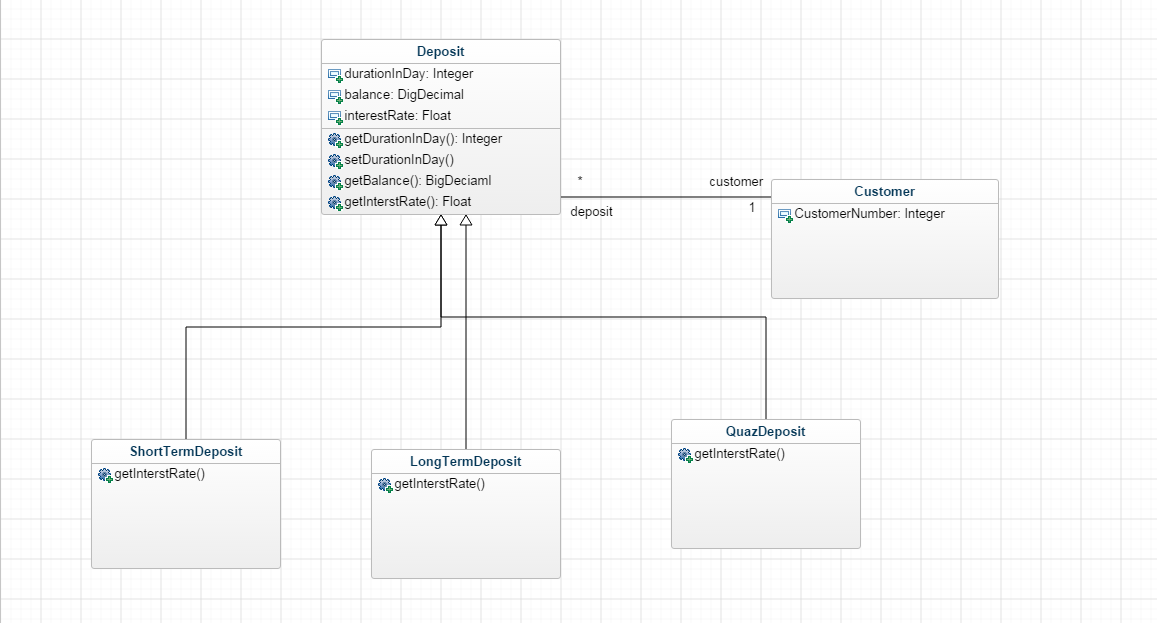 Deposit
durationInDay: Integer
balance: DigDecimal
interestRate: Float
getDurationInDay(): Integer
setDurationInDay()
getBalance(): BigDeciaml
getInterstRate(): Float
*
customer
deposit
1
Customer
CustomerNumber: Integer
ShortTermDeposit
getInterstRate()
LongTermDeposit
getInterstRate()
QuazDeposit
getInterstRate()